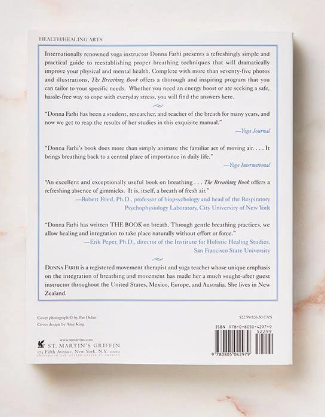 HEALTH/HEALING ARTS
Internationally renowned yoga instructor Donna Farhi presents a refreshingly simple and
practical guide to reestablishing proper breathing techniques that will dramatically
improve your physical and mental health. Complete with more than seventy-five photos
and illustrations, The Breathing Book offers a thorough and inspiring program that you
can tailor to your specific needs. Whether you need an energy boost or are seeking a safe,
hassle-free way to cope with everyday stress, you will find the answers here.
"Donna Farhi has been a student, researcher, and teacher of the breath for many years, and
now we get to reap the results of her studies in this exquisite manual."
—Yoga Journal
"Donna Farhi's book does more than simply animate the familiar act of moving air. . . . It
brings breathing back to a central place of importance in daily life."
—Yoga International
"An excellent and exceptionally useful book on breathing . . . The Breathing Book offers a
refreshing absence of gimmicks. It is, itself, a breath of fresh air."
—Robert Fried, Ph.D., professor of biopsychology and head of the Respiratory
Psychophysiology Laboratory, City University of New York
"Donna Farhi has written THE BOOK on breath. Through gentle breathing practices, we
allow healing and integration to take place naturally without effort or force."
—Erik Peper, Ph.D., director of the Institute for Holistic Healing Studies,
San Francisco State University
DONNA FARHI is a registered movement therapist and yoga teacher whose unique emphasis
on the integration of breathing and movement has made her a much sought-after guest
instructor throughout the United States, Mexico, Europe, and Australia. She lives in New
Zealand.
Cover photograph ©
Cover design by
ST. MARTIN'S GRIFFIN
Fifth Avenue, New York, N.Y.
ISBN 978-0-8050-4297-9
9 780805 042979